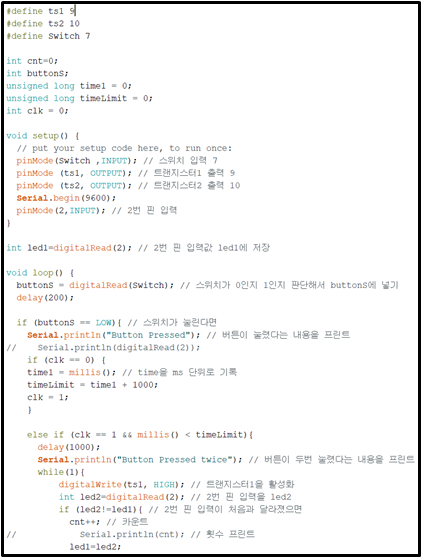 #define ts1 9
#define ts2 10
#define Switch 7

int cnt=0;
int buttonS;
unsigned long time1 = 0;
unsigned long timeLimit = 0;
int clk = 0;

void setup() {
  // put your setup code here, to run once:
  pinMode(Switch ,INPUT); // 스위치 입력 7
  pinMode (ts1, OUTPUT); // 트랜지스터1 출력 9
  pinMode (ts2, OUTPUT); // 트랜지스터2 출력 10
  Serial.begin(9600);
  pinMode(2,INPUT); // 2번 핀 입력
}

int led1=digitalRead(2); // 2번 핀 입력값 led1에 저장

void loop() {
  buttonS = digitalRead(Switch); // 스위치가 0인지 1인지 판단해서 buttonS에 넣기
  delay(200);

  if (buttonS == LOW){ // 스위치가 눌린다면
    Serial.println("Button Pressed"); // 버튼이 눌렸다는 내용을 프린트
//    Serial.println(digitalRead(2));
    if (clk == 0) {
    time1 = millis(); // time을 ms 단위로 기록
    timeLimit = time1 + 1000;
    clk = 1;
    }

    else if (clk == 1 && millis() < timeLimit){
      delay(1000);
      Serial.println("Button Pressed twice"); // 버튼이 두번 눌렸다는 내용을 프린트
      while(1){
          digitalWrite(ts1, HIGH); // 트랜지스터1을 활성화
          int led2=digitalRead(2); // 2번 핀 입력을 led2
          if (led2!=led1){ // 2번 핀 입력이 처음과 달라졌으면
            cnt++; // 카운트
//            Serial.println(cnt); // 횟수 프린트
            led1=led2;